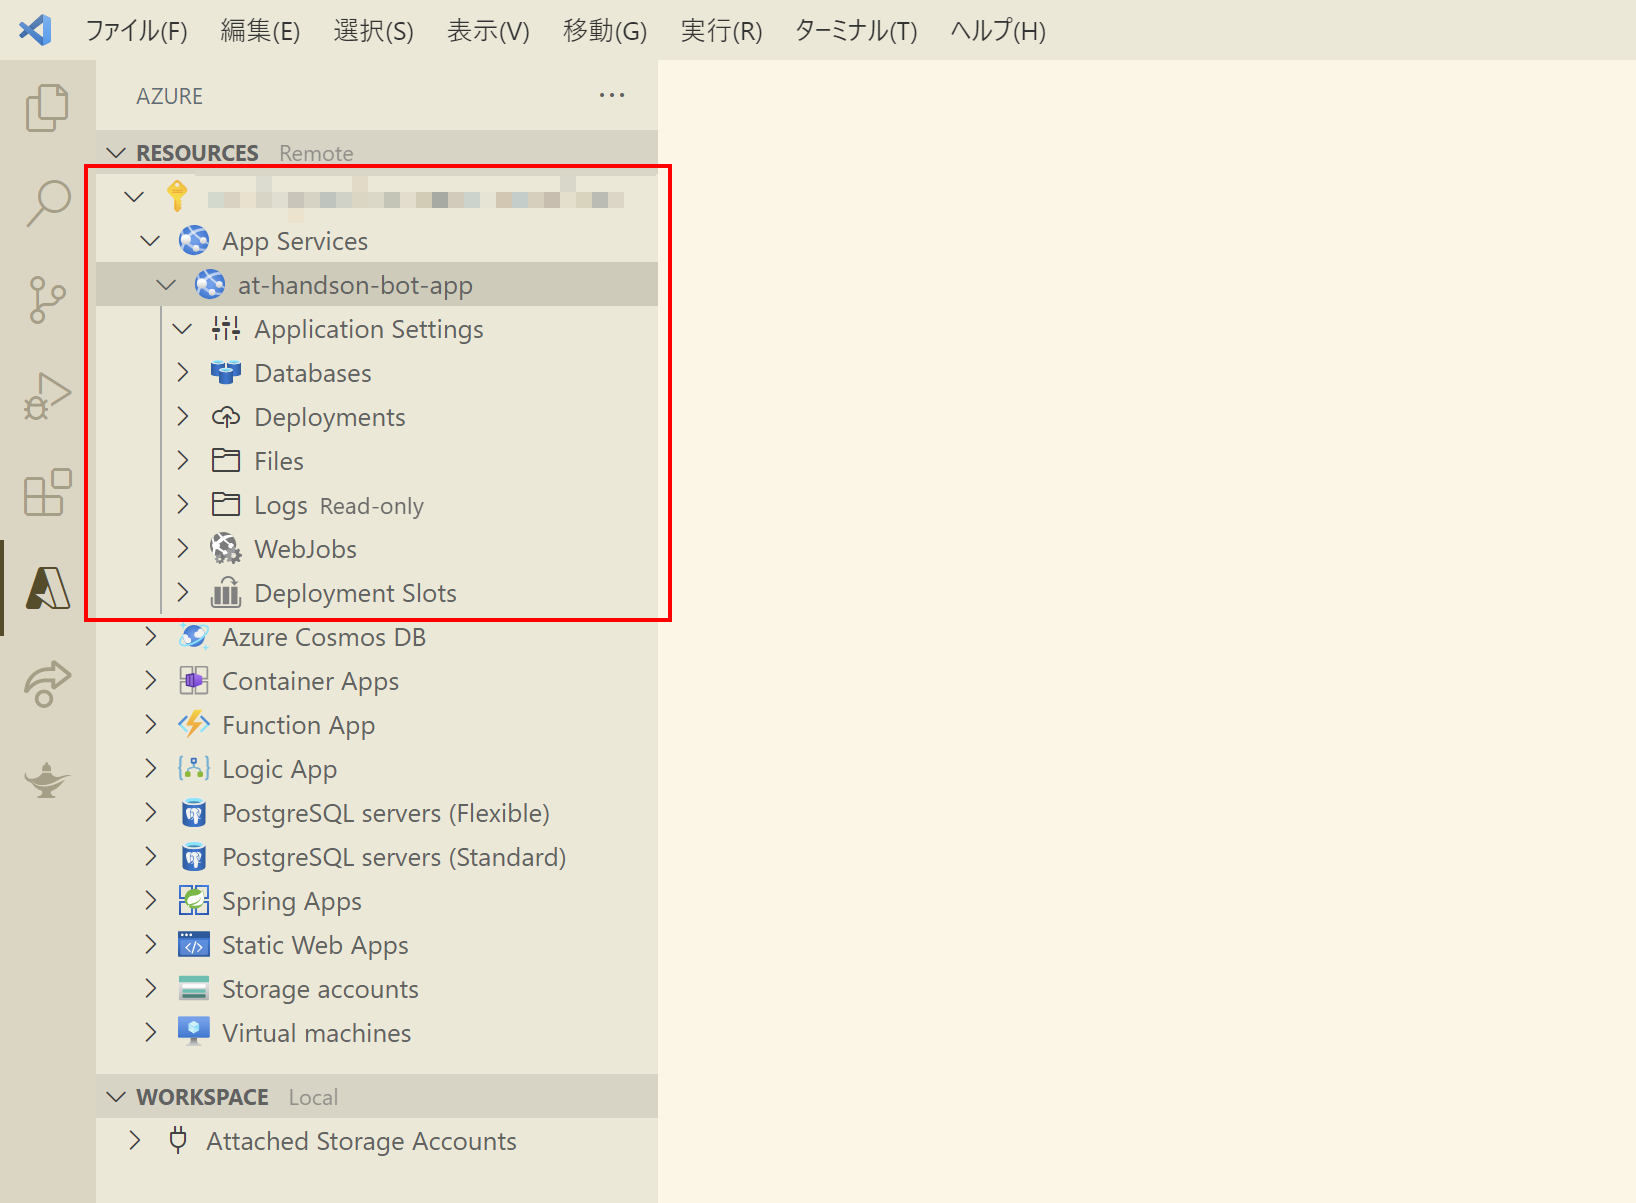 ファイル(F) 編集(E) 選択(S) 表示(V) 移動(G) 実行(R) ターミナル(T) ヘルプ(H)
AZURE
RESOURCES Remote
App Services
at-handson-bot-app
Application Settings
Databases
Deployments
Files
Logs Read-only
WebJobs
Deployment Slots
Azure Cosmos DB
Container Apps
Function App
Logic App
PostgreSQL servers (Flexible)
PostgreSQL servers (Standard)
Spring Apps
Static Web Apps
Storage accounts
Virtual machines
WORKSPACE Local
Attached Storage Accounts